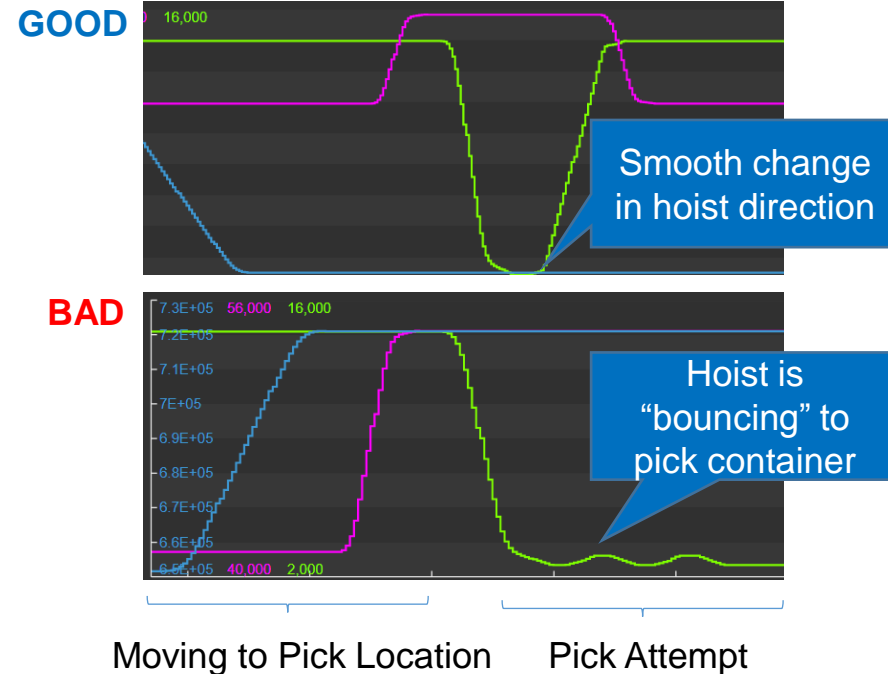 GOOD
16,000
Smooth change
in hoist direction
BAD
7.3E+05 56,000 16,000
7.2E+05
7.1E+05
7E+05
6.9E+05
6.8E+05
6.7E+05
6.6E+05
6.5E+05 40,000 2,000
Hoist is
“bouncing” to
pick container
Moving to Pick Location Pick Attempt